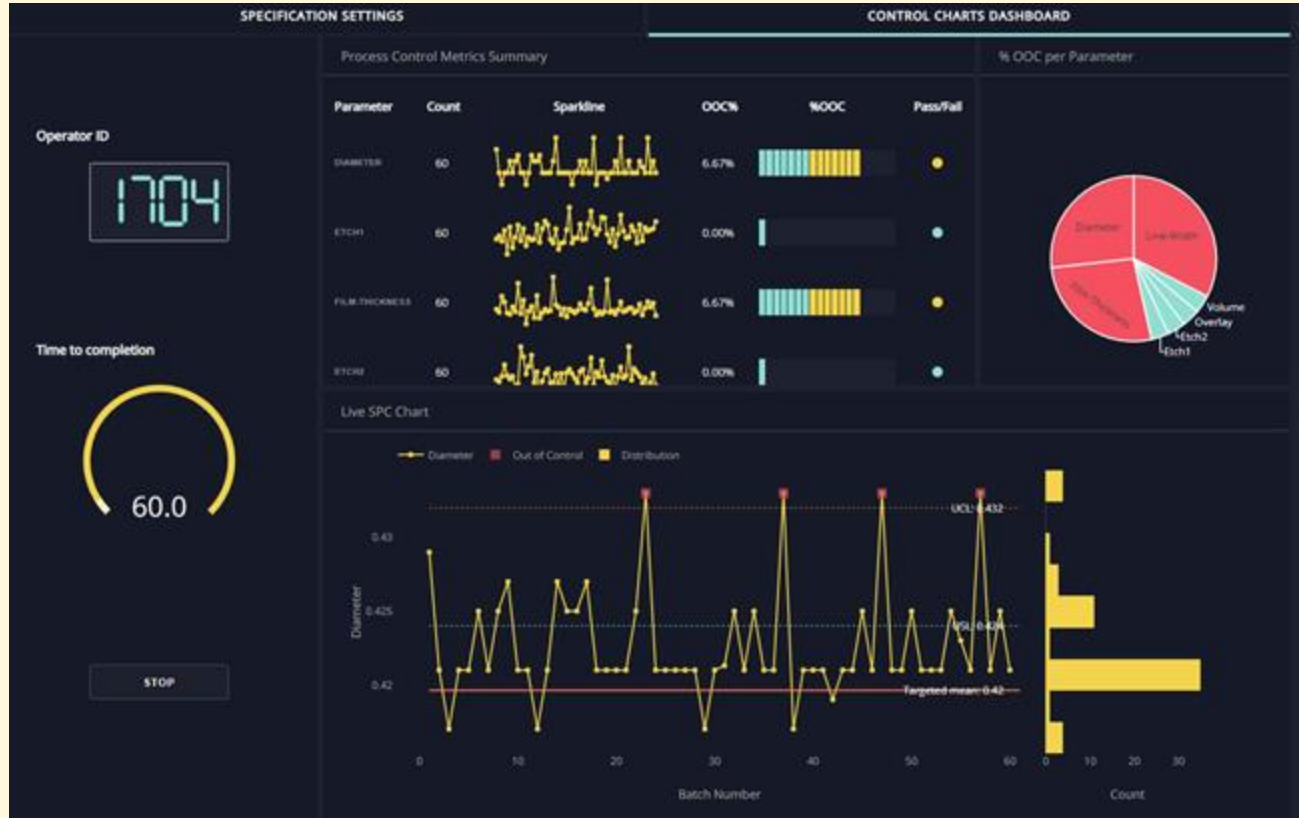 SPECIFICATION SETTINGS
CONTROL CHARTS DASHBOARD
Operator ID
1704
Time to completion
60.0
STOP
Process Control Metrics Summary
Parameter Count Sparkline OOC% %OOC Pass/Fail
DIAMETER 60 6.67%
ETCH1 60 0.00%
FILM-THICKNESS 60 6.67%
ETCH2 60 0.00%
% OOC per Parameter
Diameter
Line-Width
Film-Thickness
Volume
Overlay
Etch2
Etch1
Live SPC Chart
Diameter Out of Control Distribution
UCL: 0.432
0.43
Diameter
0.425
USL: 0.424
0.42
Targeted mean: 0.42
0 10 20 30 40 50 60
Batch Number
0 10 20 30
Count